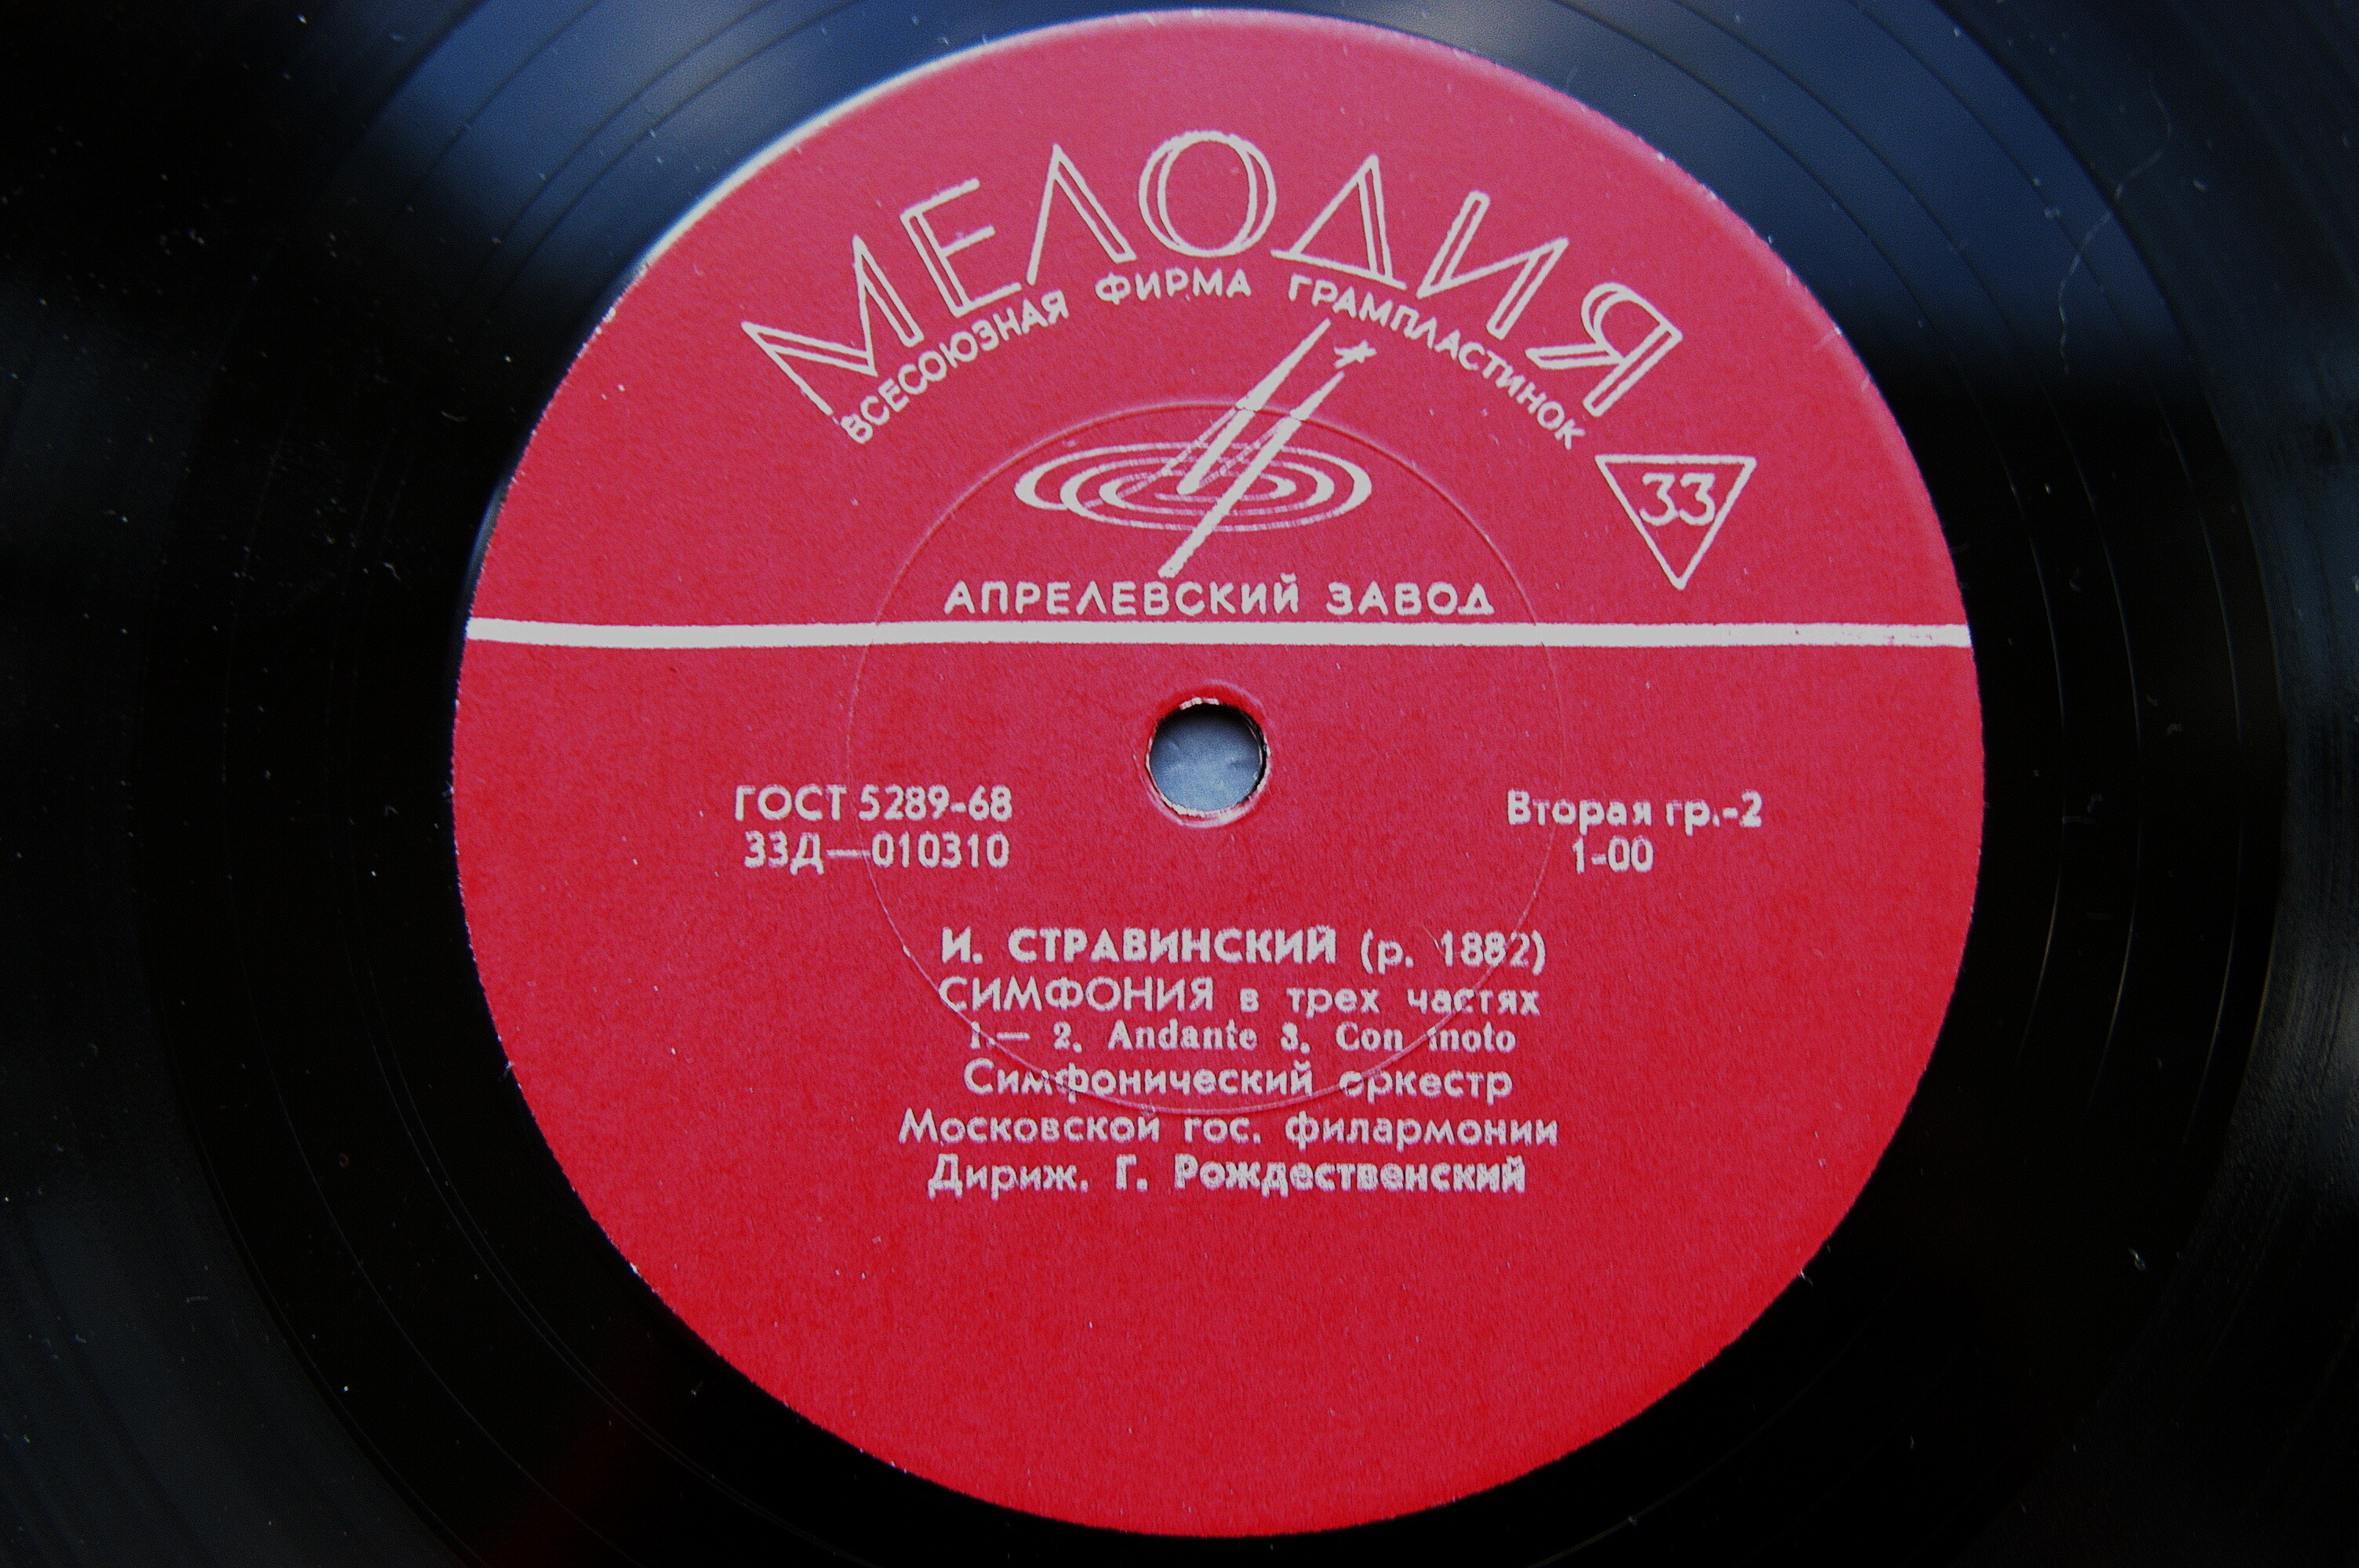 МЕЛОДИЯ
ВСЕСОЮЗНАЯ ФИРМА ГРАМПЛАСТИНОК
33
АПРЕЛЕВСКИЙ ЗАВОД
ГОСТ 5289-68
33Д—010310
Вторая гр.-2
1-00
И. СТРАВИНСКИЙ (р. 1882)
СИМФОНИЯ в трех частях
1.— 2. Andante 3. Con moto
Симфонический оркестр
Московской гос. филармонии
Дириж. Г. Рождественский